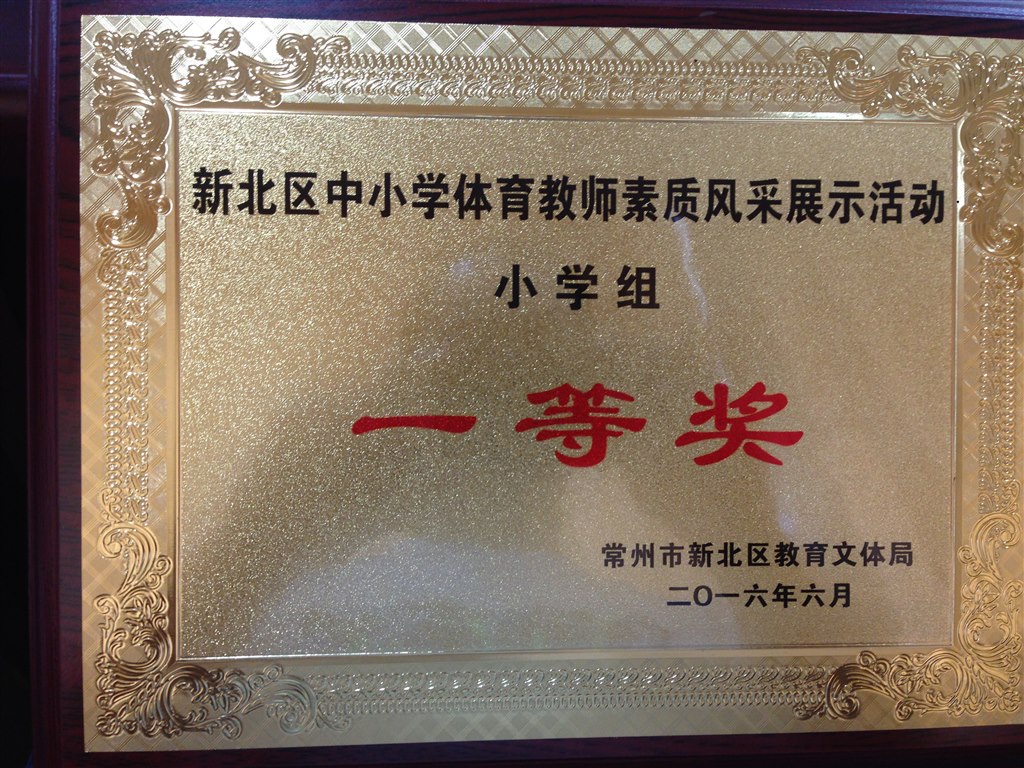 新北区中小学体育教师素质风采展示活动
小学组
一等奖
常州市新北区教育文体局
二〇一六年六月